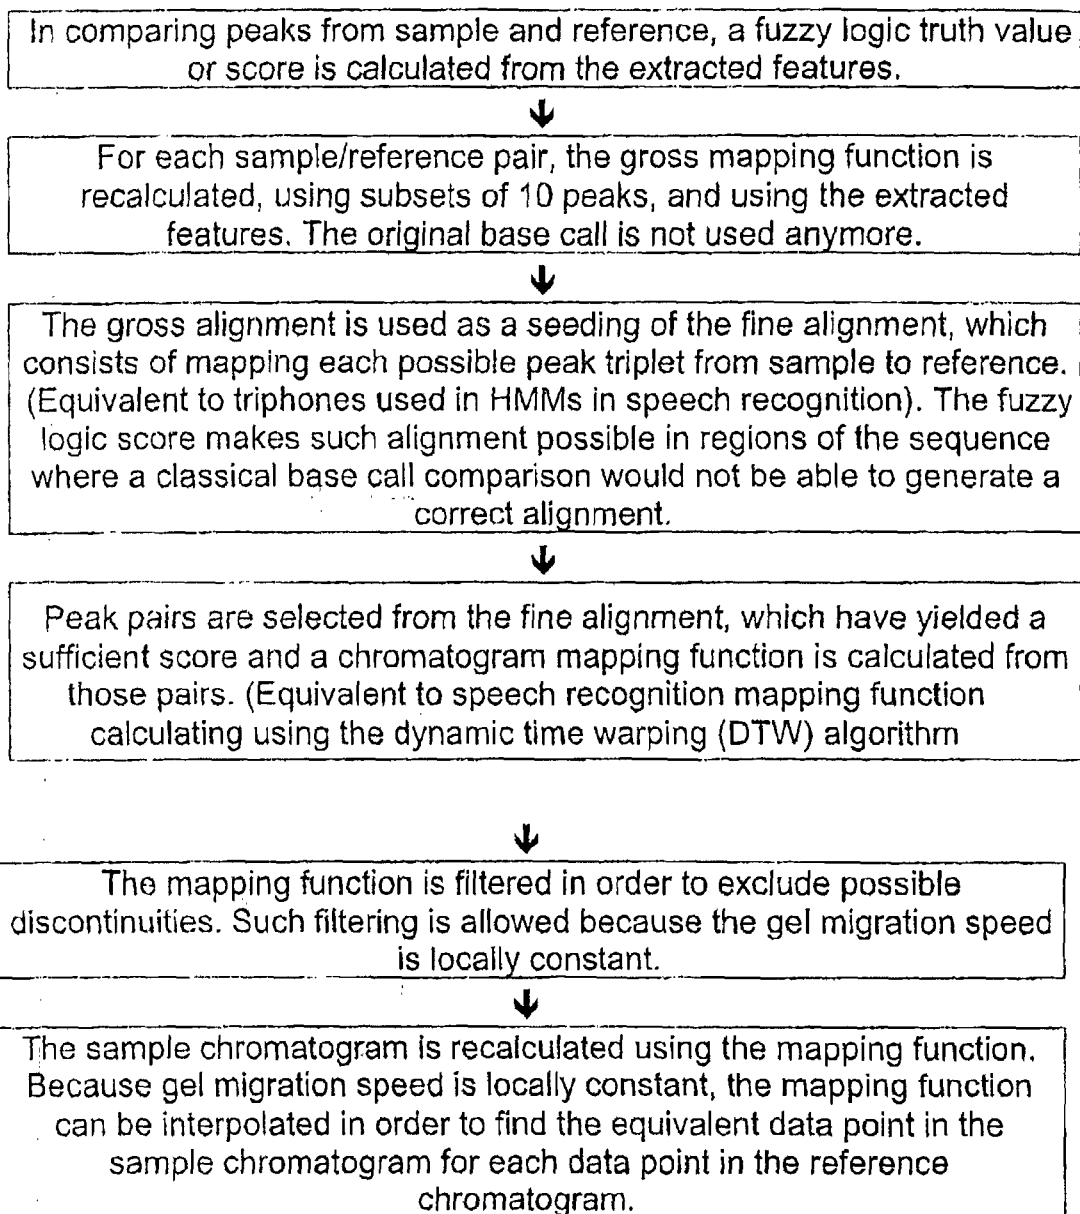 In comparing peaks from sample and reference, a fuzzy logic truth value
or score is calculated from the extracted features.
For each sample/reference pair, the gross mapping function is
recalculated, using subsets of 10 peaks, and using the extracted
features. The original base call is not used anymore.
The gross alignment is used as a seeding of the fine alignment, which
consists of mapping each possible peak triplet from sample to reference.
(Equivalent to triphones used in HMMs in speech recognition). The fuzzy
logic score makes such alignment possible in regions of the sequence
where a classical base call comparison would not be able to generate a
correct alignment.
Peak pairs are selected from the fine alignment, which have yielded a
sufficient score and a chromatogram mapping function is calculated from
those pairs. (Equivalent to speech recognition mapping function
calculating using the dynamic time warping (DTW) algorithm
The mapping function is filtered in order to exclude possible
discontinuities. Such filtering is allowed because the gel migration speed
is locally constant.
The sample chromatogram is recalculated using the mapping function.
Because gel migration speed is locally constant, the mapping function
can be interpolated in order to find the equivalent data point in the
sample chromatogram for each data point in the reference
chromatogram.